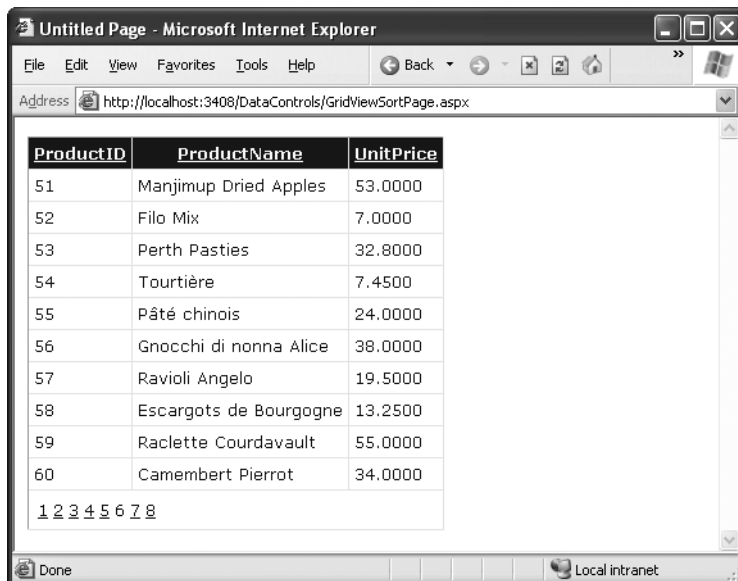 Untitled Page - Microsoft Internet Explorer
File Edit View Favorites Tools Help Back »
Address http://localhost:3408/DataControls/GridViewSortPage.aspx
ProductID ProductName UnitPrice
51 Manjimup Dried Apples 53.0000
52 Filo Mix 7.0000
53 Perth Pasties 32.8000
54 Tourtière 7.4500
55 Pâté chinois 24.0000
56 Gnocchi di nonna Alice 38.0000
57 Ravioli Angelo 19.5000
58 Escargots de Bourgogne 13.2500
59 Raclette Courdavault 55.0000
60 Camembert Pierrot 34.0000
1 2 3 4 5 6 7 8
Done Local intranet